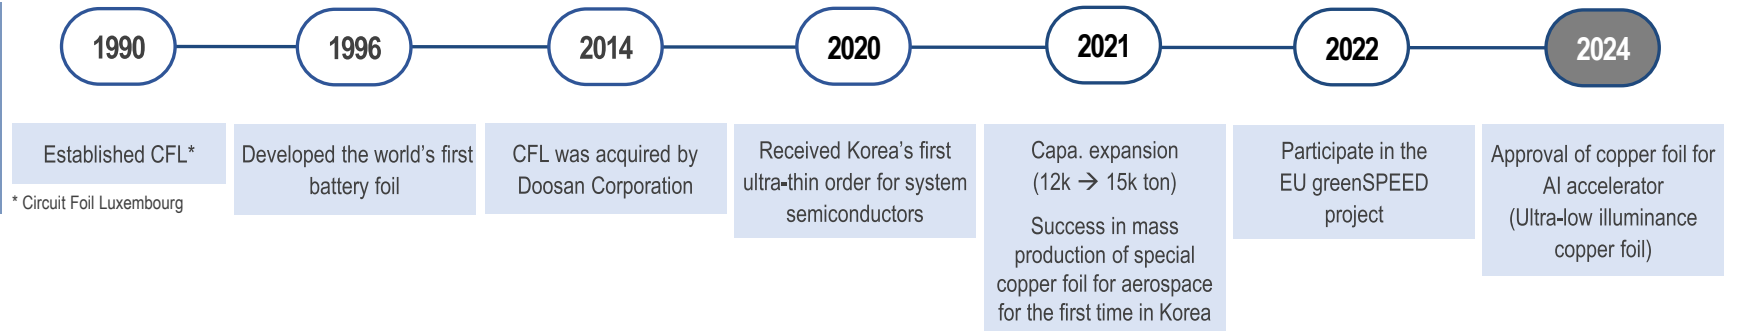 1990
1996
2014
2020
2021
2022
2024
Established CFL*
* Circuit Foil Luxembourg
Developed the world's first
battery foil
CFL was acquired by
Doosan Corporation
Received Korea's first
ultra-thin order for system
semiconductors
Capa. expansion
(12k → 15k ton)
Success in mass
production of special
copper foil for aerospace
for the first time in Korea
Participate in the
EU greenSPEED
project
Approval of copper foil for
AI accelerator
(Ultra-low illuminance
copper foil)